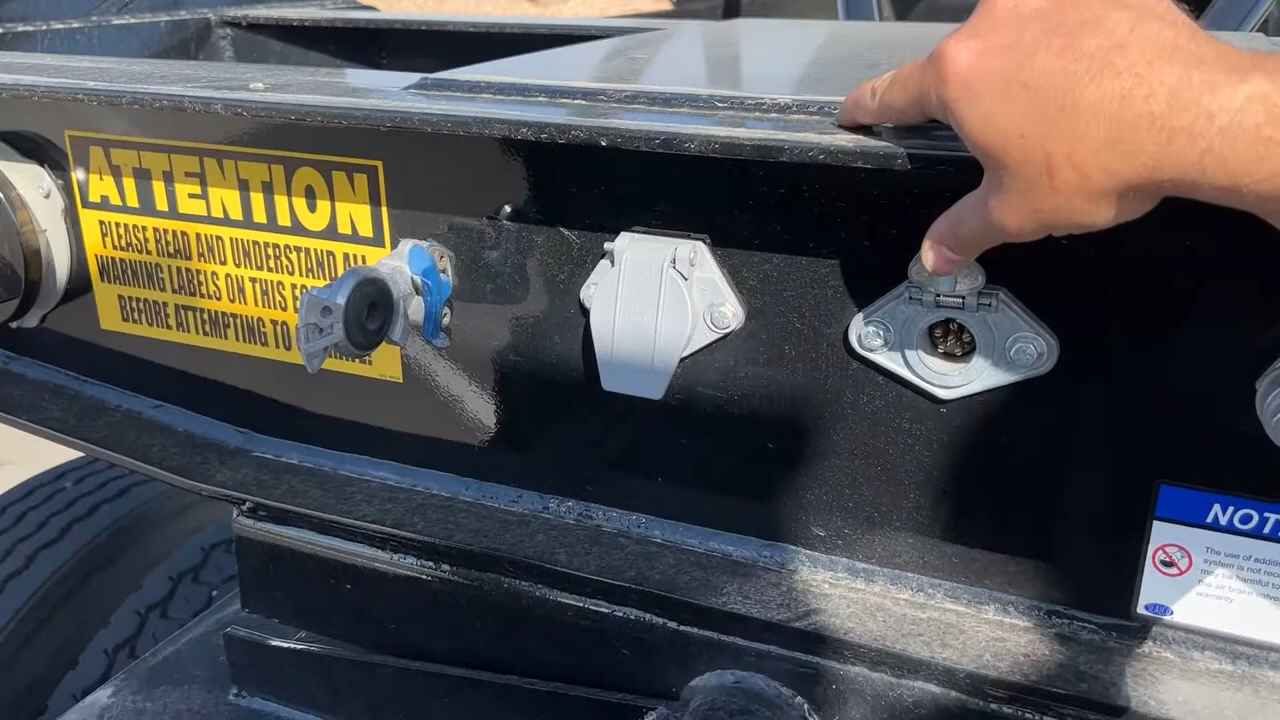 ATTENTION
PLEASE READ AND UNDERSTAND ALL
WARNING LABELS ON THIS
BEFORE ATTEMPTING TO
NOT
The use of additi
system is not rec
may be harmful to
the air brake valves
warranty.
SEALCO